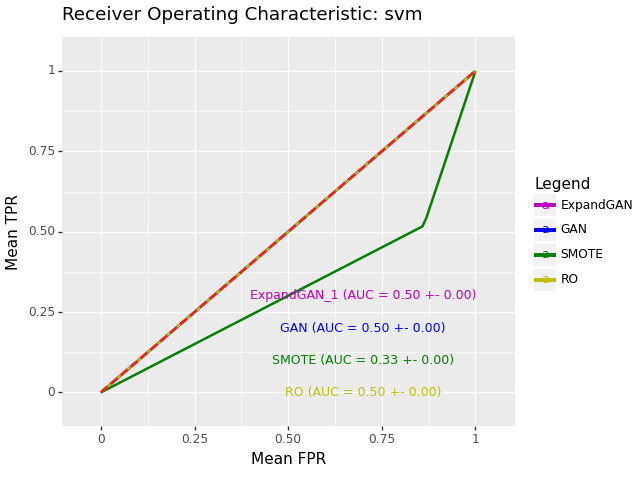 Receiver Operating Characteristic: svm
Mean TPR
1
0.75
0.50
0.25
0
ExpandGAN_1 (AUC = 0.50 +- 0.00)
GAN (AUC = 0.50 +- 0.00)
SMOTE (AUC = 0.33 +- 0.00)
RO (AUC = 0.50 +- 0.00)
0 0.25 0.50 0.75 1
Mean FPR
Legend
a ExpandGAN
a GAN
a SMOTE
a RO